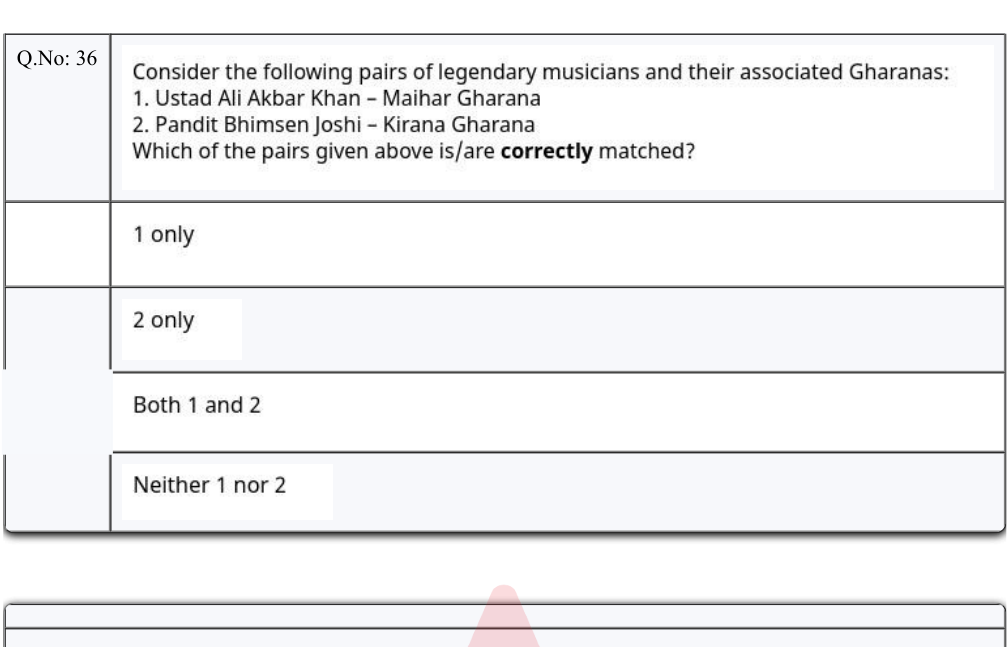 Q.No: 36
Consider the following pairs of legendary musicians and their associated Gharanas:
1. Ustad Ali Akbar Khan – Maihar Gharana
2. Pandit Bhimsen Joshi – Kirana Gharana
Which of the pairs given above is/are correctly matched?
1 only
2 only
Both 1 and 2
Neither 1 nor 2